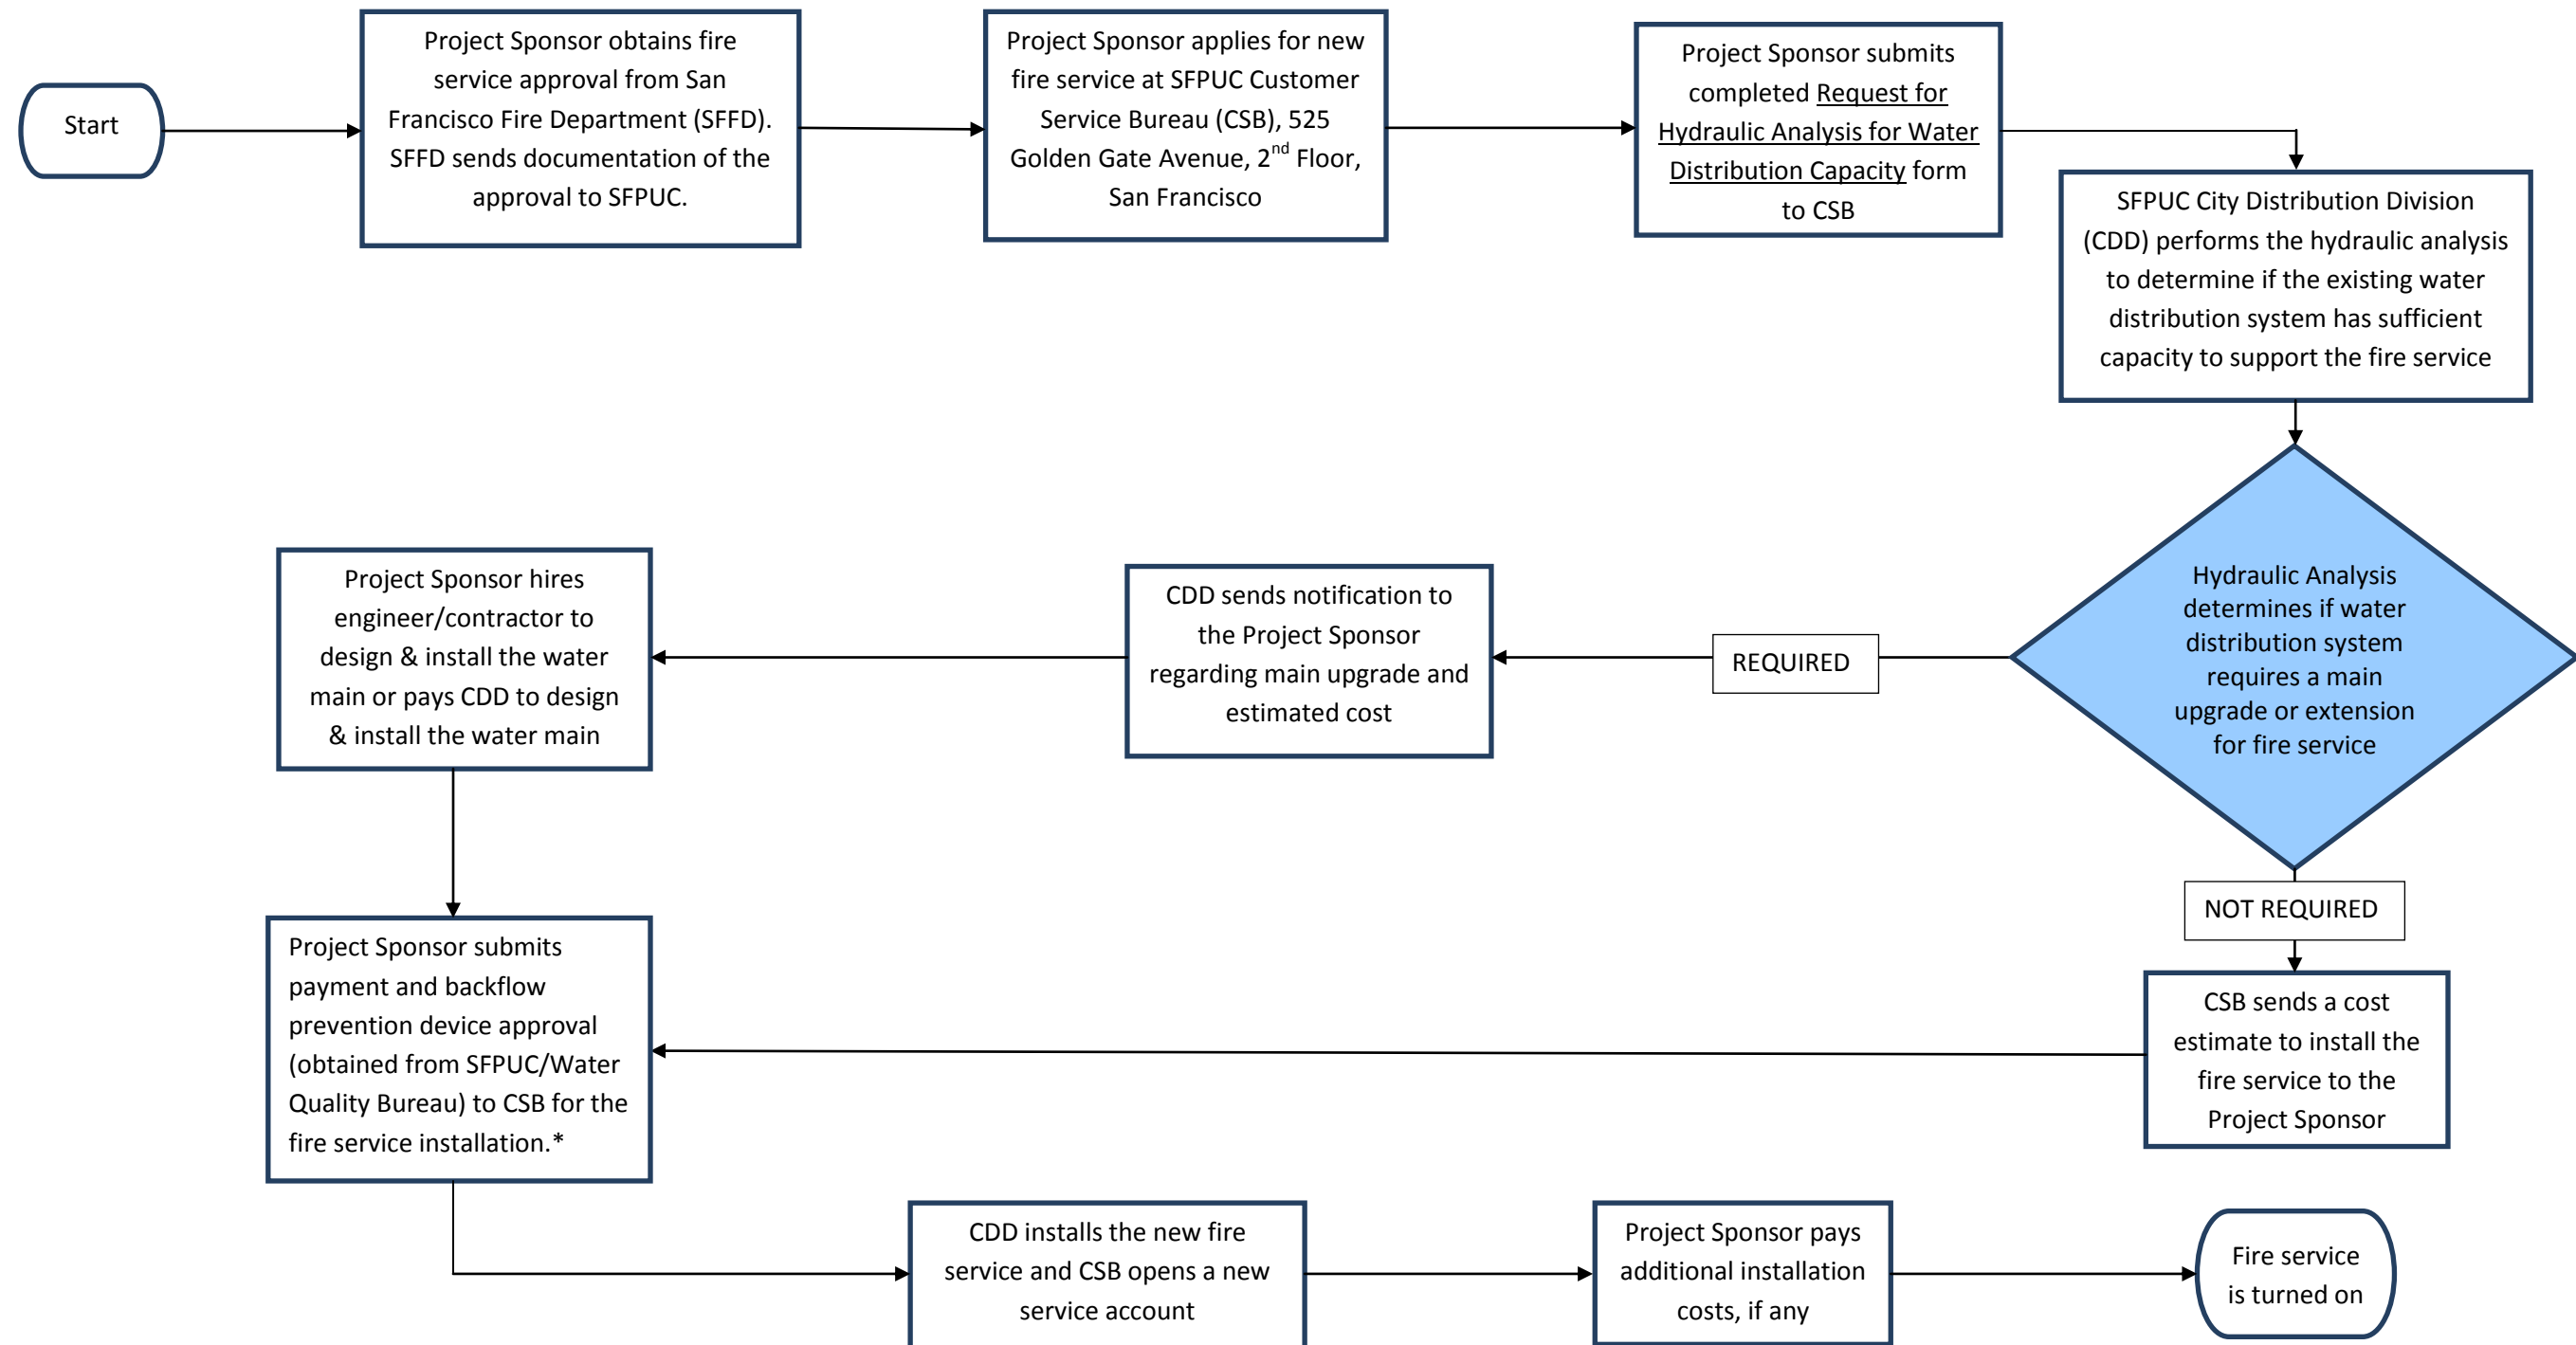 Start
Project Sponsor obtains fire
service approval from San
Francisco Fire Department (SFFD).
SFFD sends documentation of the
approval to SFPUC.
Project Sponsor applies for new
fire service at SFPUC Customer
Service Bureau (CSB), 525
Golden Gate Avenue, 2nd Floor,
San Francisco
Project Sponsor submits
completed Request for
Hydraulic Analysis for Water
Distribution Capacity form
to CSB
SFPUC City Distribution Division
(CDD) performs the hydraulic analysis
to determine if the existing water
distribution system has sufficient
capacity to support the fire service
Hydraulic Analysis
determines if water
distribution system
requires a main
upgrade or extension
for fire service
REQUIRED
CDD sends notification to
the Project Sponsor
regarding main upgrade and
estimated cost
Project Sponsor hires
engineer/contractor to
design & install the water
main or pays CDD to design
& install the water main
NOT REQUIRED
CSB sends a cost
estimate to install the
fire service to the
Project Sponsor
Project Sponsor submits
payment and backflow
prevention device approval
(obtained from SFPUC/Water
Quality Bureau) to CSB for the
fire service installation.*
CDD installs the new fire
service and CSB opens a new
service account
Project Sponsor pays
additional installation
costs, if any
Fire service
is turned on